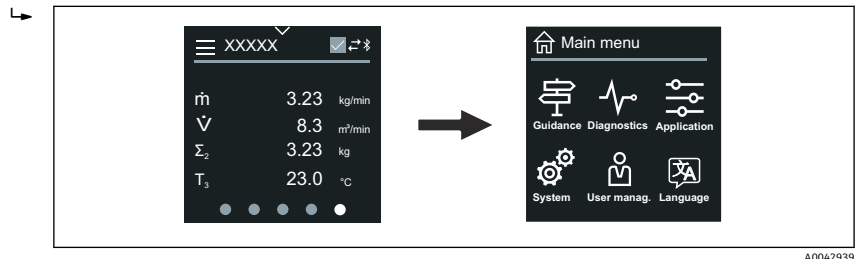 XXXXX
ṁ 3.23 kg/min
V̇ 8.3 m³/min
Σ₂ 3.23 kg
T₃ 23.0 °C
Main menu
Guidance Diagnostics Application
System User manag. Language
A0042939